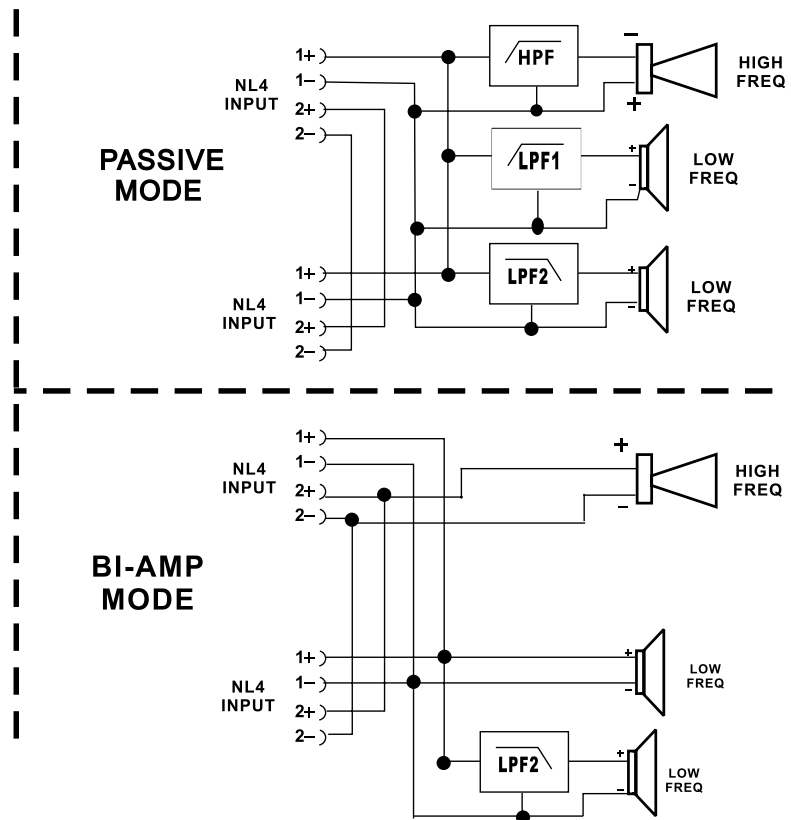 PASSIVE
MODE
NL4
INPUT
1+
1−
2+
2−
HPF
−
+
HIGH
FREQ
LPF1
+
−
LOW
FREQ
NL4
INPUT
1+
1−
2+
2−
LPF2
+
−
LOW
FREQ
BI-AMP
MODE
NL4
INPUT
1+
1−
2+
2−
+
−
HIGH
FREQ
NL4
INPUT
1+
1−
2+
2−
+
−
LOW
FREQ
LPF2
+
−
LOW
FREQ